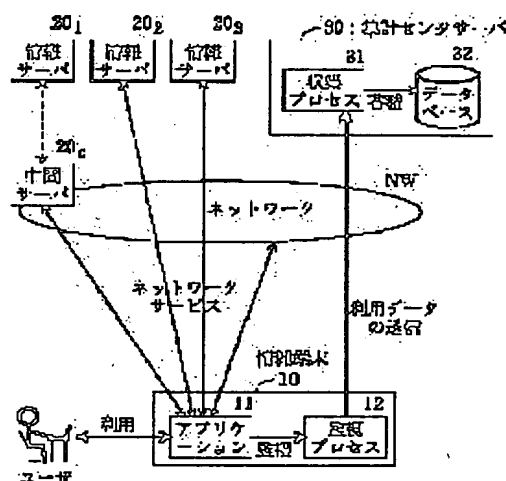 20₁
20₂
20₃
情報
サーバ
情報
サーバ
情報
サーバ
30:集計センタサーバ
31
32
収集
プロセス
蓄積
データ
ベース
20c
中間
サーバ
NW
ネットワーク
ネットワーク
サービス
利用データ
の送信
情報端末
10
11
12
利用
アプリケ
ーション
監視
監視
プロセス
ユーザ